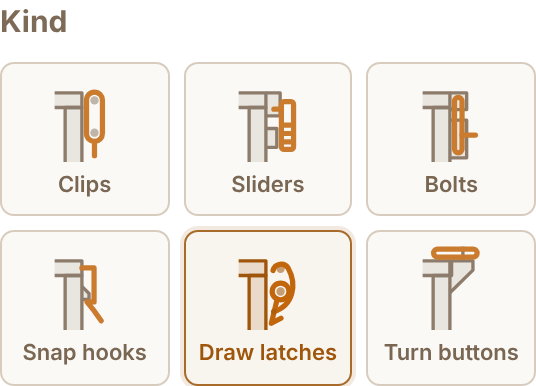 Kind
Clips
Sliders
Bolts
Snap hooks
Draw latches
Turn buttons